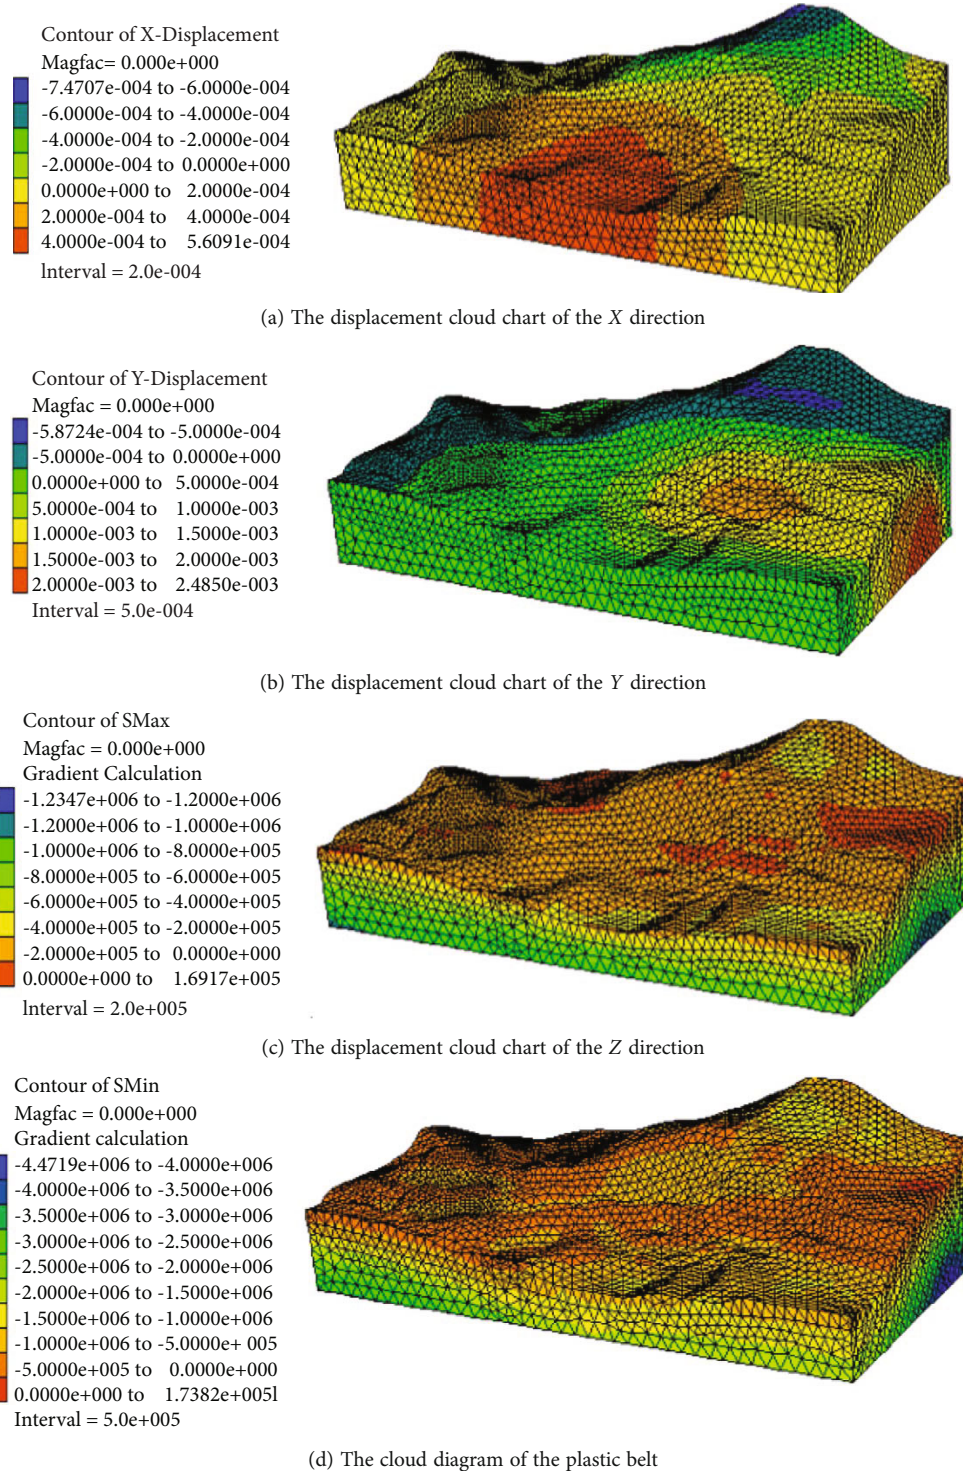 Contour of X-Displacement
Magfac= 0.000e+000
-7.4707e-004 to -6.0000e-004
-6.0000e-004 to -4.0000e-004
-4.0000e-004 to -2.0000e-004
-2.0000e-004 to 0.0000e+000
0.0000e+000 to 2.0000e-004
2.0000e-004 to 4.0000e-004
4.0000e-004 to 5.6091e-004
lnterval = 2.0e-004
(a) The displacement cloud chart of the X direction
Contour of Y-Displacement
Magfac = 0.000e+000
-5.8724e-004 to -5.0000e-004
-5.0000e-004 to 0.0000e+000
0.0000e+000 to 5.0000e-004
5.0000e-004 to 1.0000e-003
1.0000e-003 to 1.5000e-003
1.5000e-003 to 2.0000e-003
2.0000e-003 to 2.4850e-003
Interval = 5.0e-004
(b) The displacement cloud chart of the Y direction
Contour of SMax
Magfac = 0.000e+000
Gradient Calculation
-1.2347e+006 to -1.2000e+006
-1.2000e+006 to -1.0000e+006
-1.0000e+006 to -8.0000e+005
-8.0000e+005 to -6.0000e+005
-6.0000e+005 to -4.0000e+005
-4.0000e+005 to -2.0000e+005
-2.0000e+005 to 0.0000e+000
0.0000e+000 to 1.6917e+005
lnterval = 2.0e+005
(c) The displacement cloud chart of the Z direction
Contour of SMin
Magfac = 0.000e+000
Gradient calculation
-4.4719e+006 to -4.0000e+006
-4.0000e+006 to -3.5000e+006
-3.5000e+006 to -3.0000e+006
-3.0000e+006 to -2.5000e+006
-2.5000e+006 to -2.0000e+006
-2.0000e+006 to -1.5000e+006
-1.5000e+006 to -1.0000e+006
-1.0000e+006 to -5.0000e+ 005
-5.0000e+005 to 0.0000e+000
0.0000e+000 to 1.7382e+005l
Interval = 5.0e+005
(d) The cloud diagram of the plastic belt